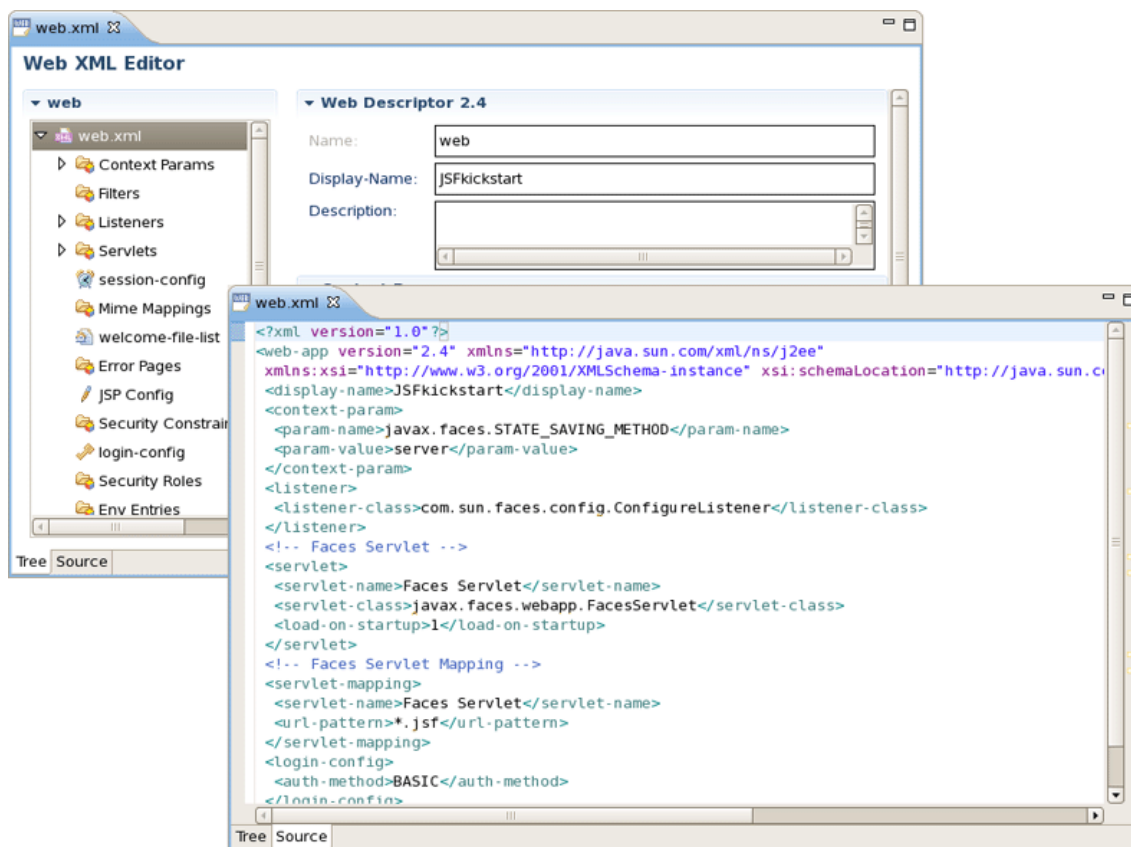 web.xml
Web XML Editor
web
web.xml
Context Params
Filters
Listeners
Servlets
session-config
Mime Mappings
welcome-file-list
Error Pages
JSP Config
Security Constrain
login-config
Security Roles
Env Entries
Tree Source
Web Descriptor 2.4
Name: web
Display-Name: JSFkickstart
Description:
web.xml
<?xml version="1.0"?>
<web-app version="2.4" xmlns="http://java.sun.com/xml/ns/j2ee"
xmlns:xsi="http://www.w3.org/2001/XMLSchema-instance" xsi:schemaLocation="http://java.sun.c
<display-name>JSFkickstart</display-name>
<context-param>
<param-name>javax.faces.STATE_SAVING_METHOD</param-name>
<param-value>server</param-value>
</context-param>
<listener>
<listener-class>com.sun.faces.config.ConfigureListener</listener-class>
</listener>
<!-- Faces Servlet -->
<servlet>
<servlet-name>Faces Servlet</servlet-name>
<servlet-class>javax.faces.webapp.FacesServlet</servlet-class>
<load-on-startup>1</load-on-startup>
</servlet>
<!-- Faces Servlet Mapping -->
<servlet-mapping>
<servlet-name>Faces Servlet</servlet-name>
<url-pattern>*.jsf</url-pattern>
</servlet-mapping>
<login-config>
<auth-method>BASIC</auth-method>
</login-config>
Tree Source